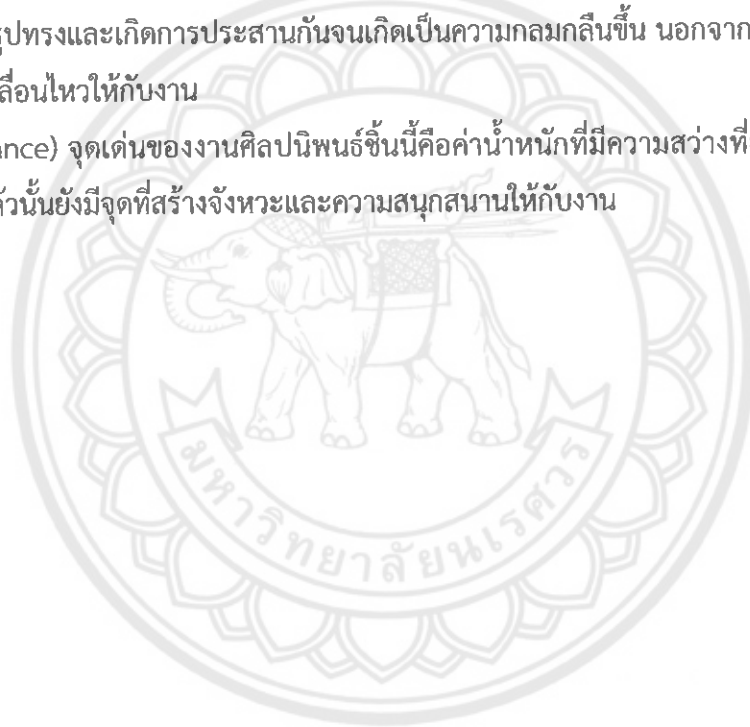 รูปทรงและเกิดการประสานกันจนเกิดเป็นความกลมกลืนขึ้น นอกจาก
ลื่อนไหวให้กับงาน
ance) จุดเด่นของงานศิลปนิพนธ์ชิ้นนี้คือค่าน้ำหนักที่มีความสว่างที่
ล้วนั้นยังมีจุดที่สร้างจังหวะและความสนุกสนานให้กับงาน
มหาวิทยาลัยนเรศวร